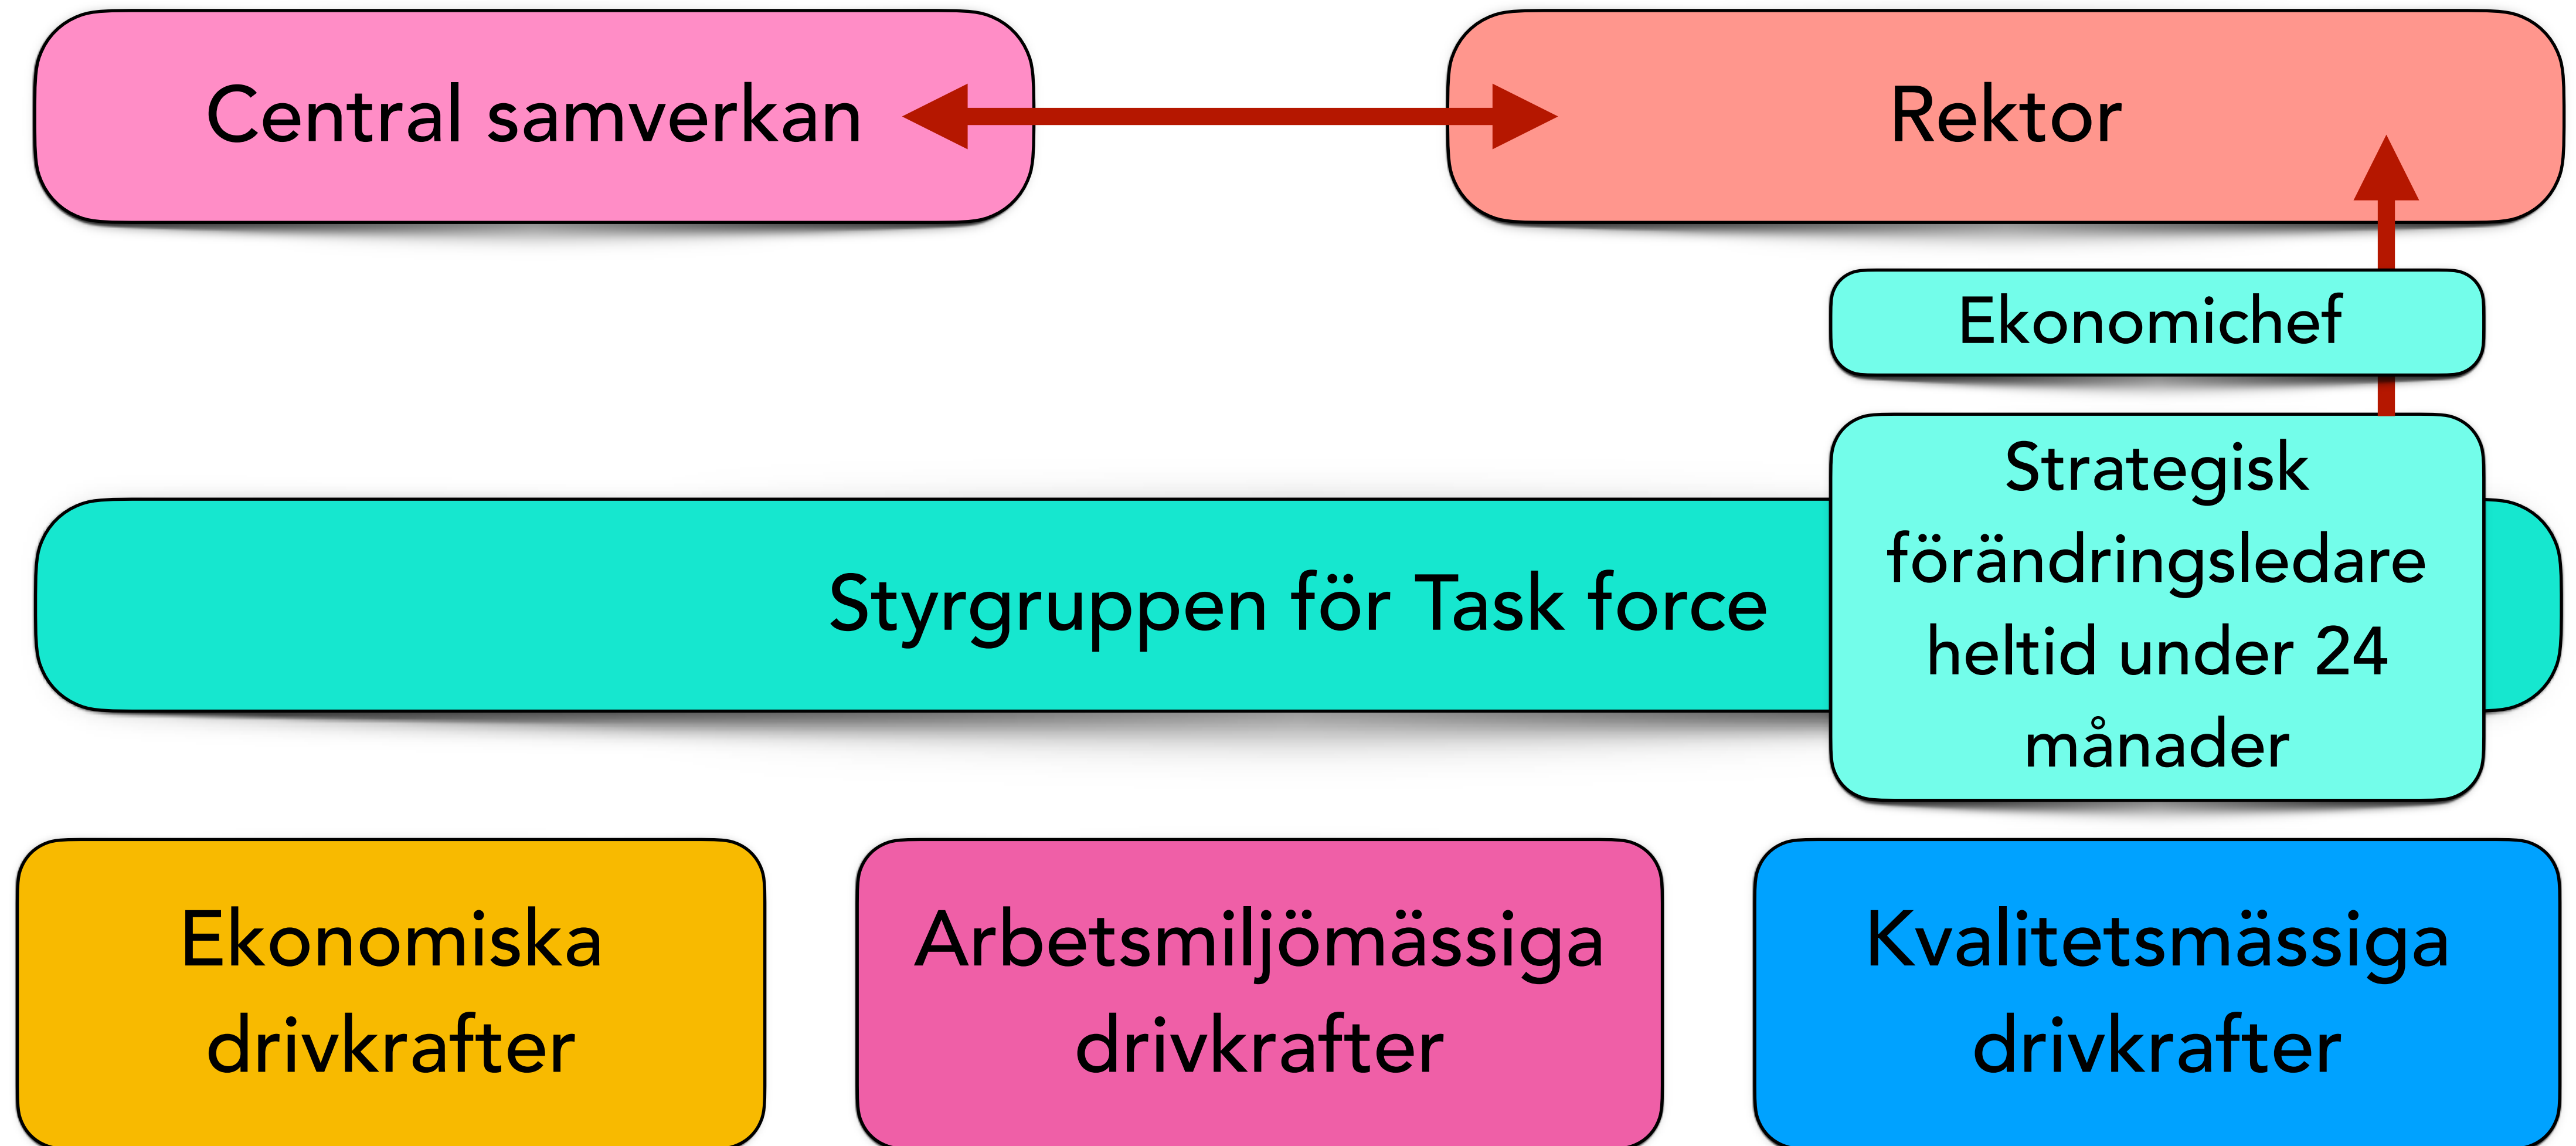 Central samverkan
Rektor
Ekonomichef
Styrgruppen för Task force
Strategisk
förändringsledare
heltid under 24
månader
Ekonomiska
drivkrafter
Arbetsmiljömässiga
drivkrafter
Kvalitetsmässiga
drivkrafter